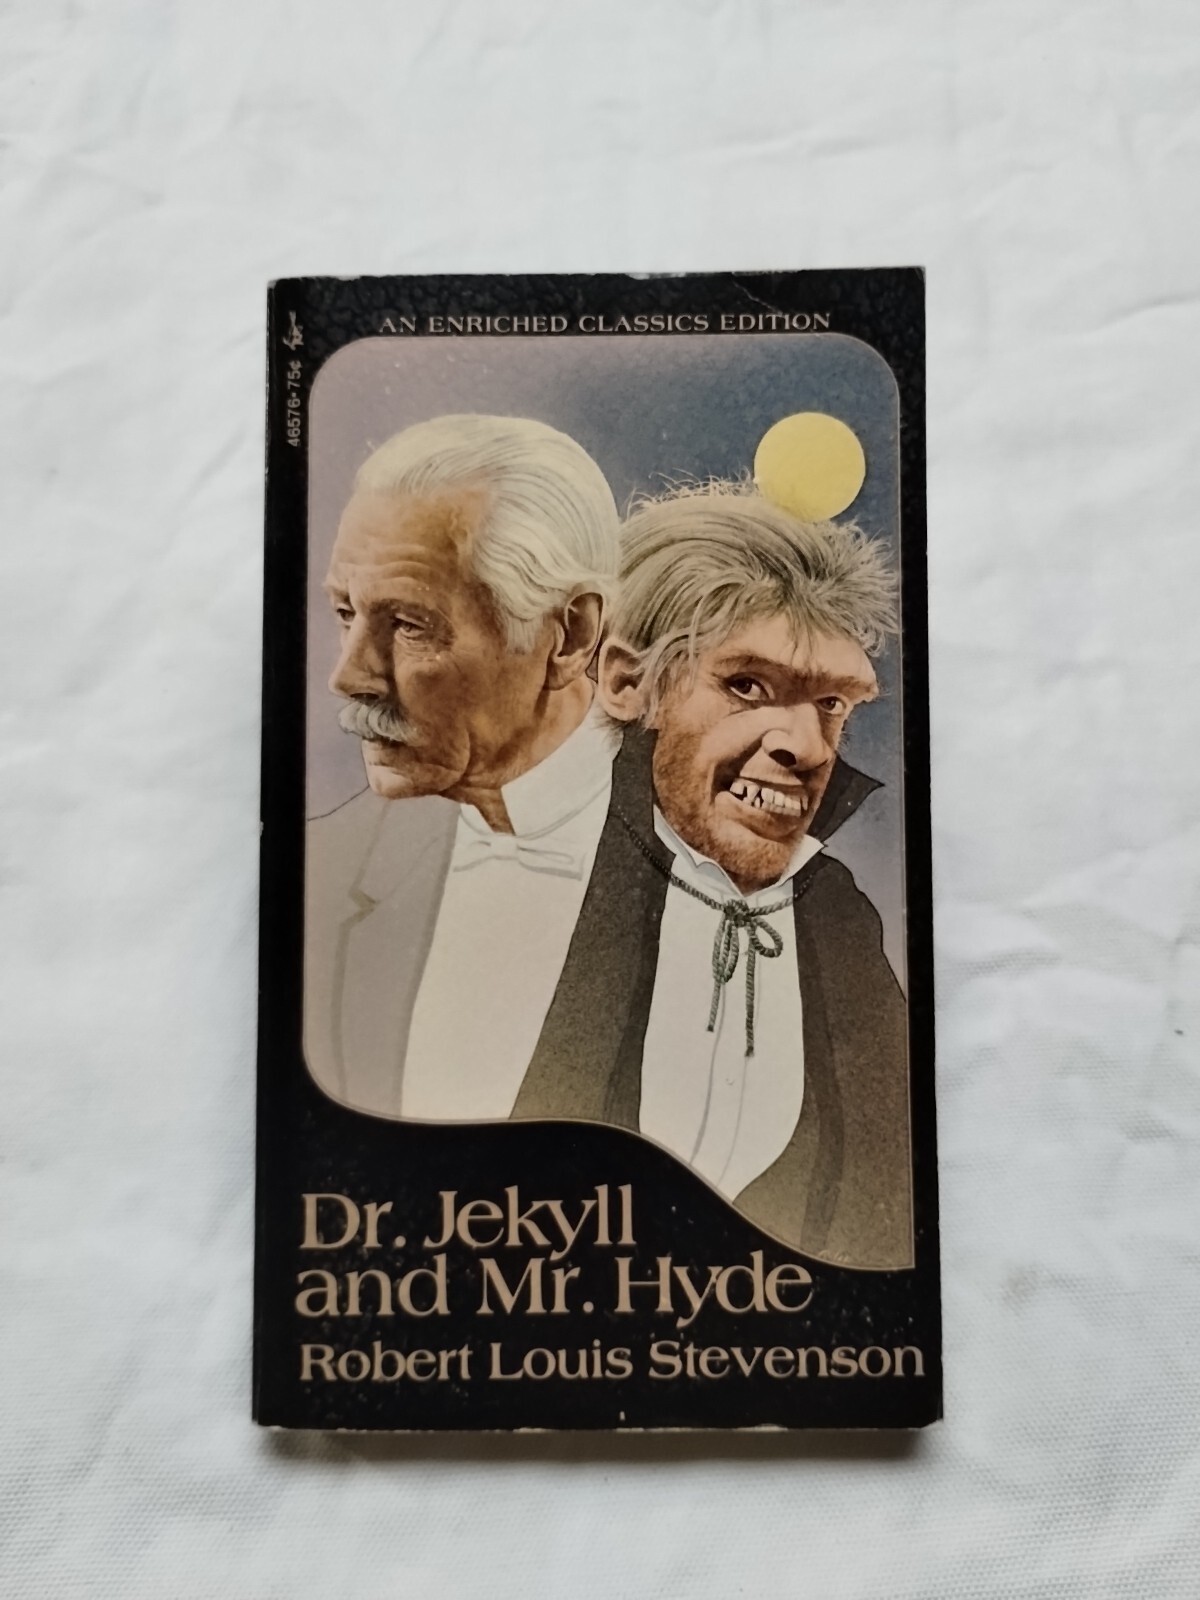 AN ENRICHED CLASSICS EDITION
46576·75¢
Dr. Jekyll
and Mr. Hyde
Robert Louis Stevenson